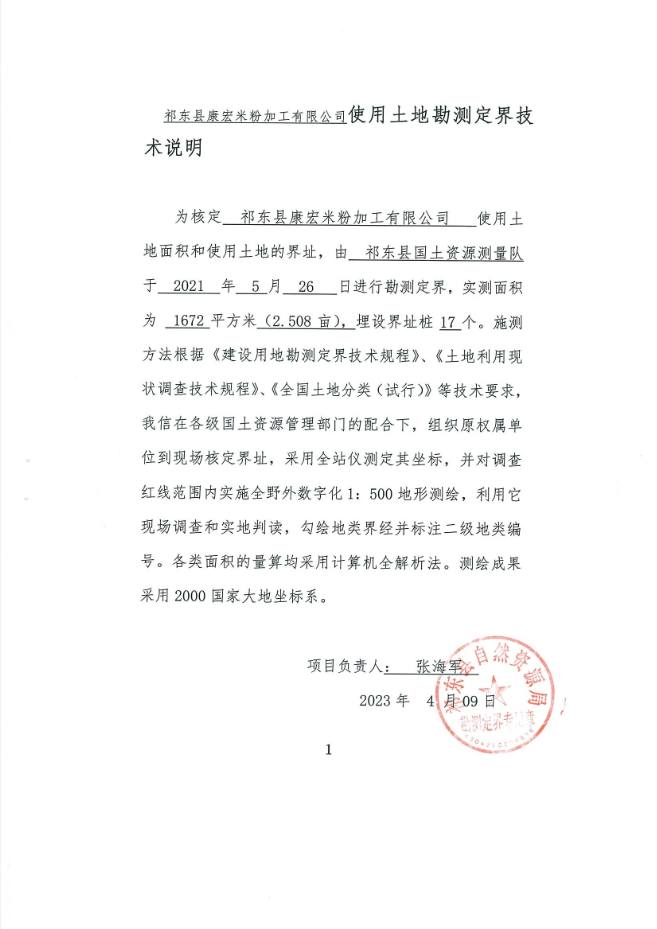 祁东县康宏米粉加工有限公司使用土地勘测定界技
术说明
为核定 祁东县康宏米粉加工有限公司 使用土
地面积和使用土地的界址，由 祁东县国土资源测量队
于 2021 年 5 月 26 日进行勘测定界，实测面积
为 1672 平方米（2.508 亩），埋设界址桩 17 个。施测
方法根据《建设用地勘测定界技术规程》、《土地利用现
状调查技术规程》、《全国土地分类（试行）》等技术要求，
我信在各级国土资源管理部门的配合下，组织原权属单
位到现场核定界址，采用全站仪测定其坐标，并对调查
红线范围内实施全野外数字化 1：500 地形测绘，利用它
现场调查和实地判读，勾绘地类界经并标注二级地类编
号。各类面积的量算均采用计算机全解析法。测绘成果
采用 2000 国家大地坐标系。
项目负责人： 张海军
2023 年 4 月 09 日
祁东县自然资源局
勘测定界专用章
1